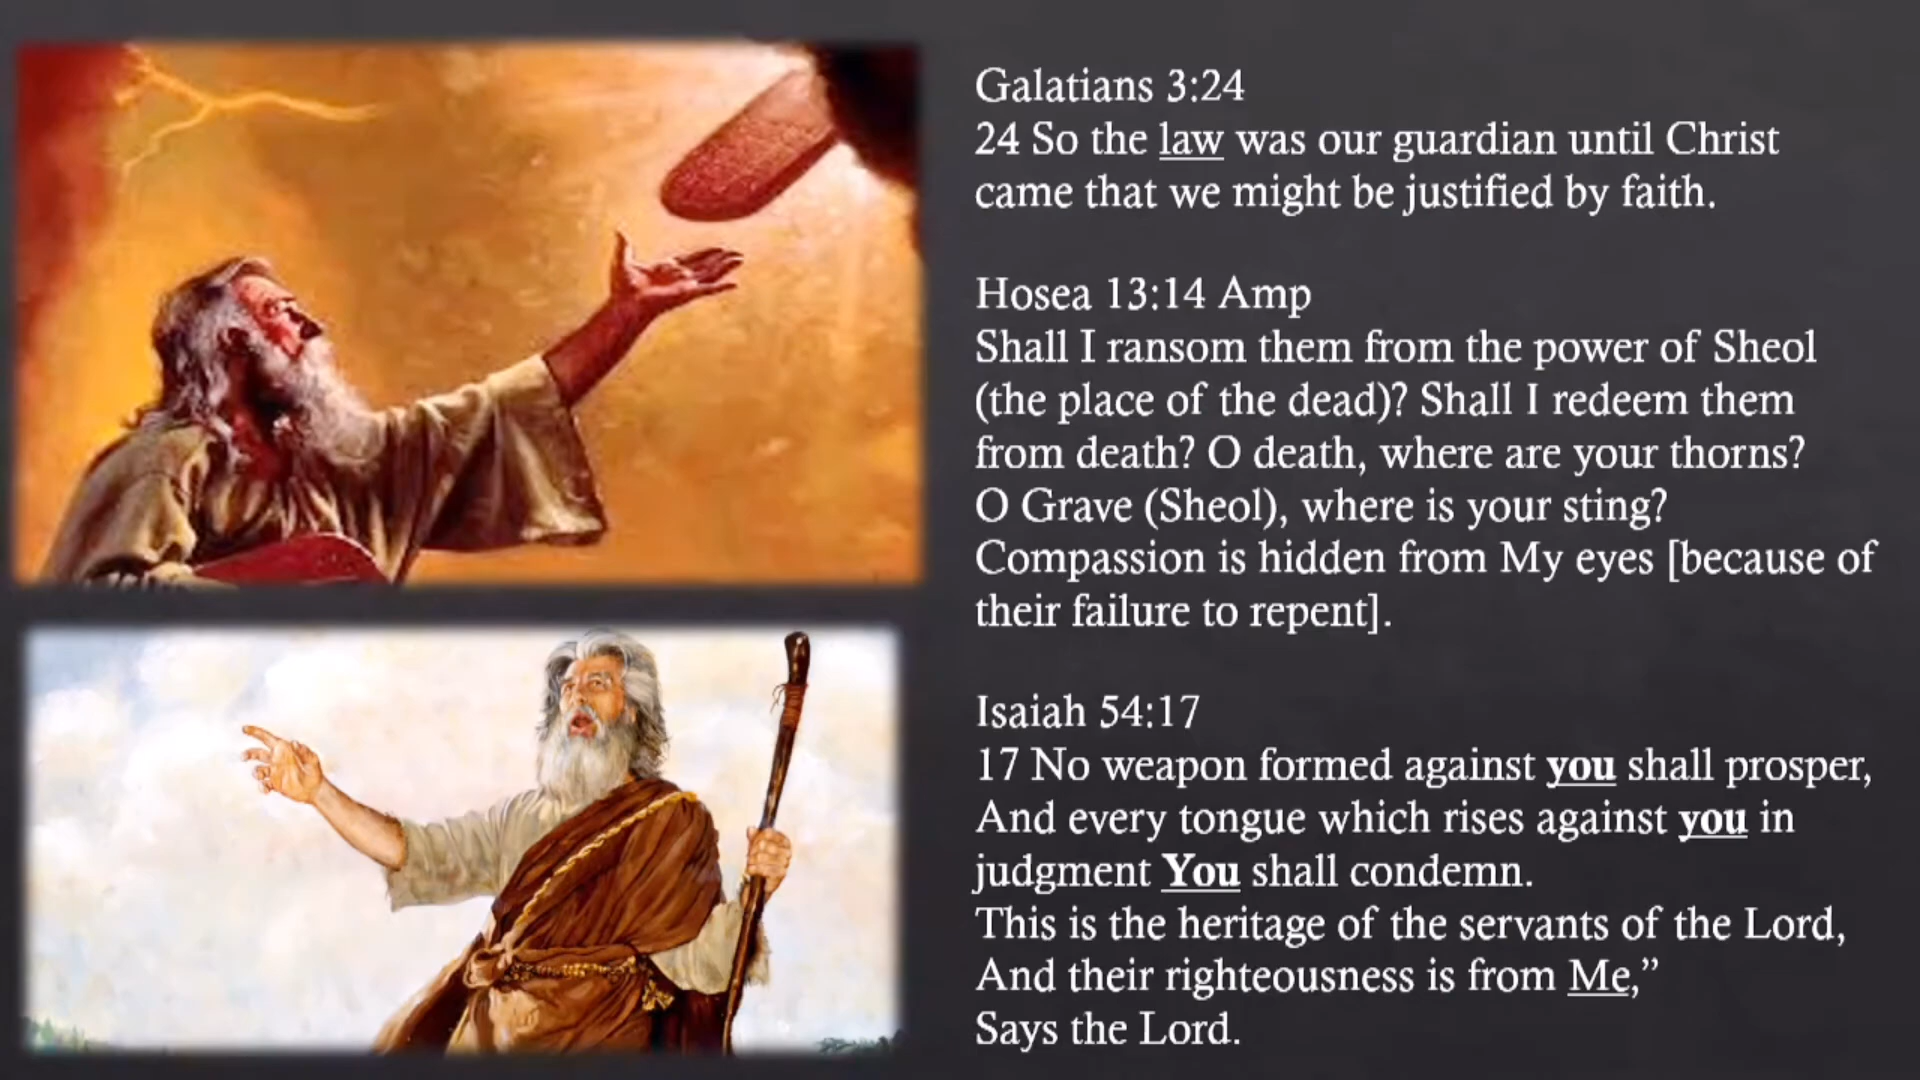 Galatians 3:24
24 So the law was our guardian until Christ
came that we might be justified by faith.
Hosea 13:14 Amp
Shall I ransom them from the power of Sheol
(the place of the dead)? Shall I redeem them
from death? O death, where are your thorns?
O Grave (Sheol), where is your sting?
Compassion is hidden from My eyes [because of
their failure to repent].
Isaiah 54:17
17 No weapon formed against you shall prosper,
And every tongue which rises against you in
judgment You shall condemn.
This is the heritage of the servants of the Lord,
And their righteousness is from Me,”
Says the Lord.